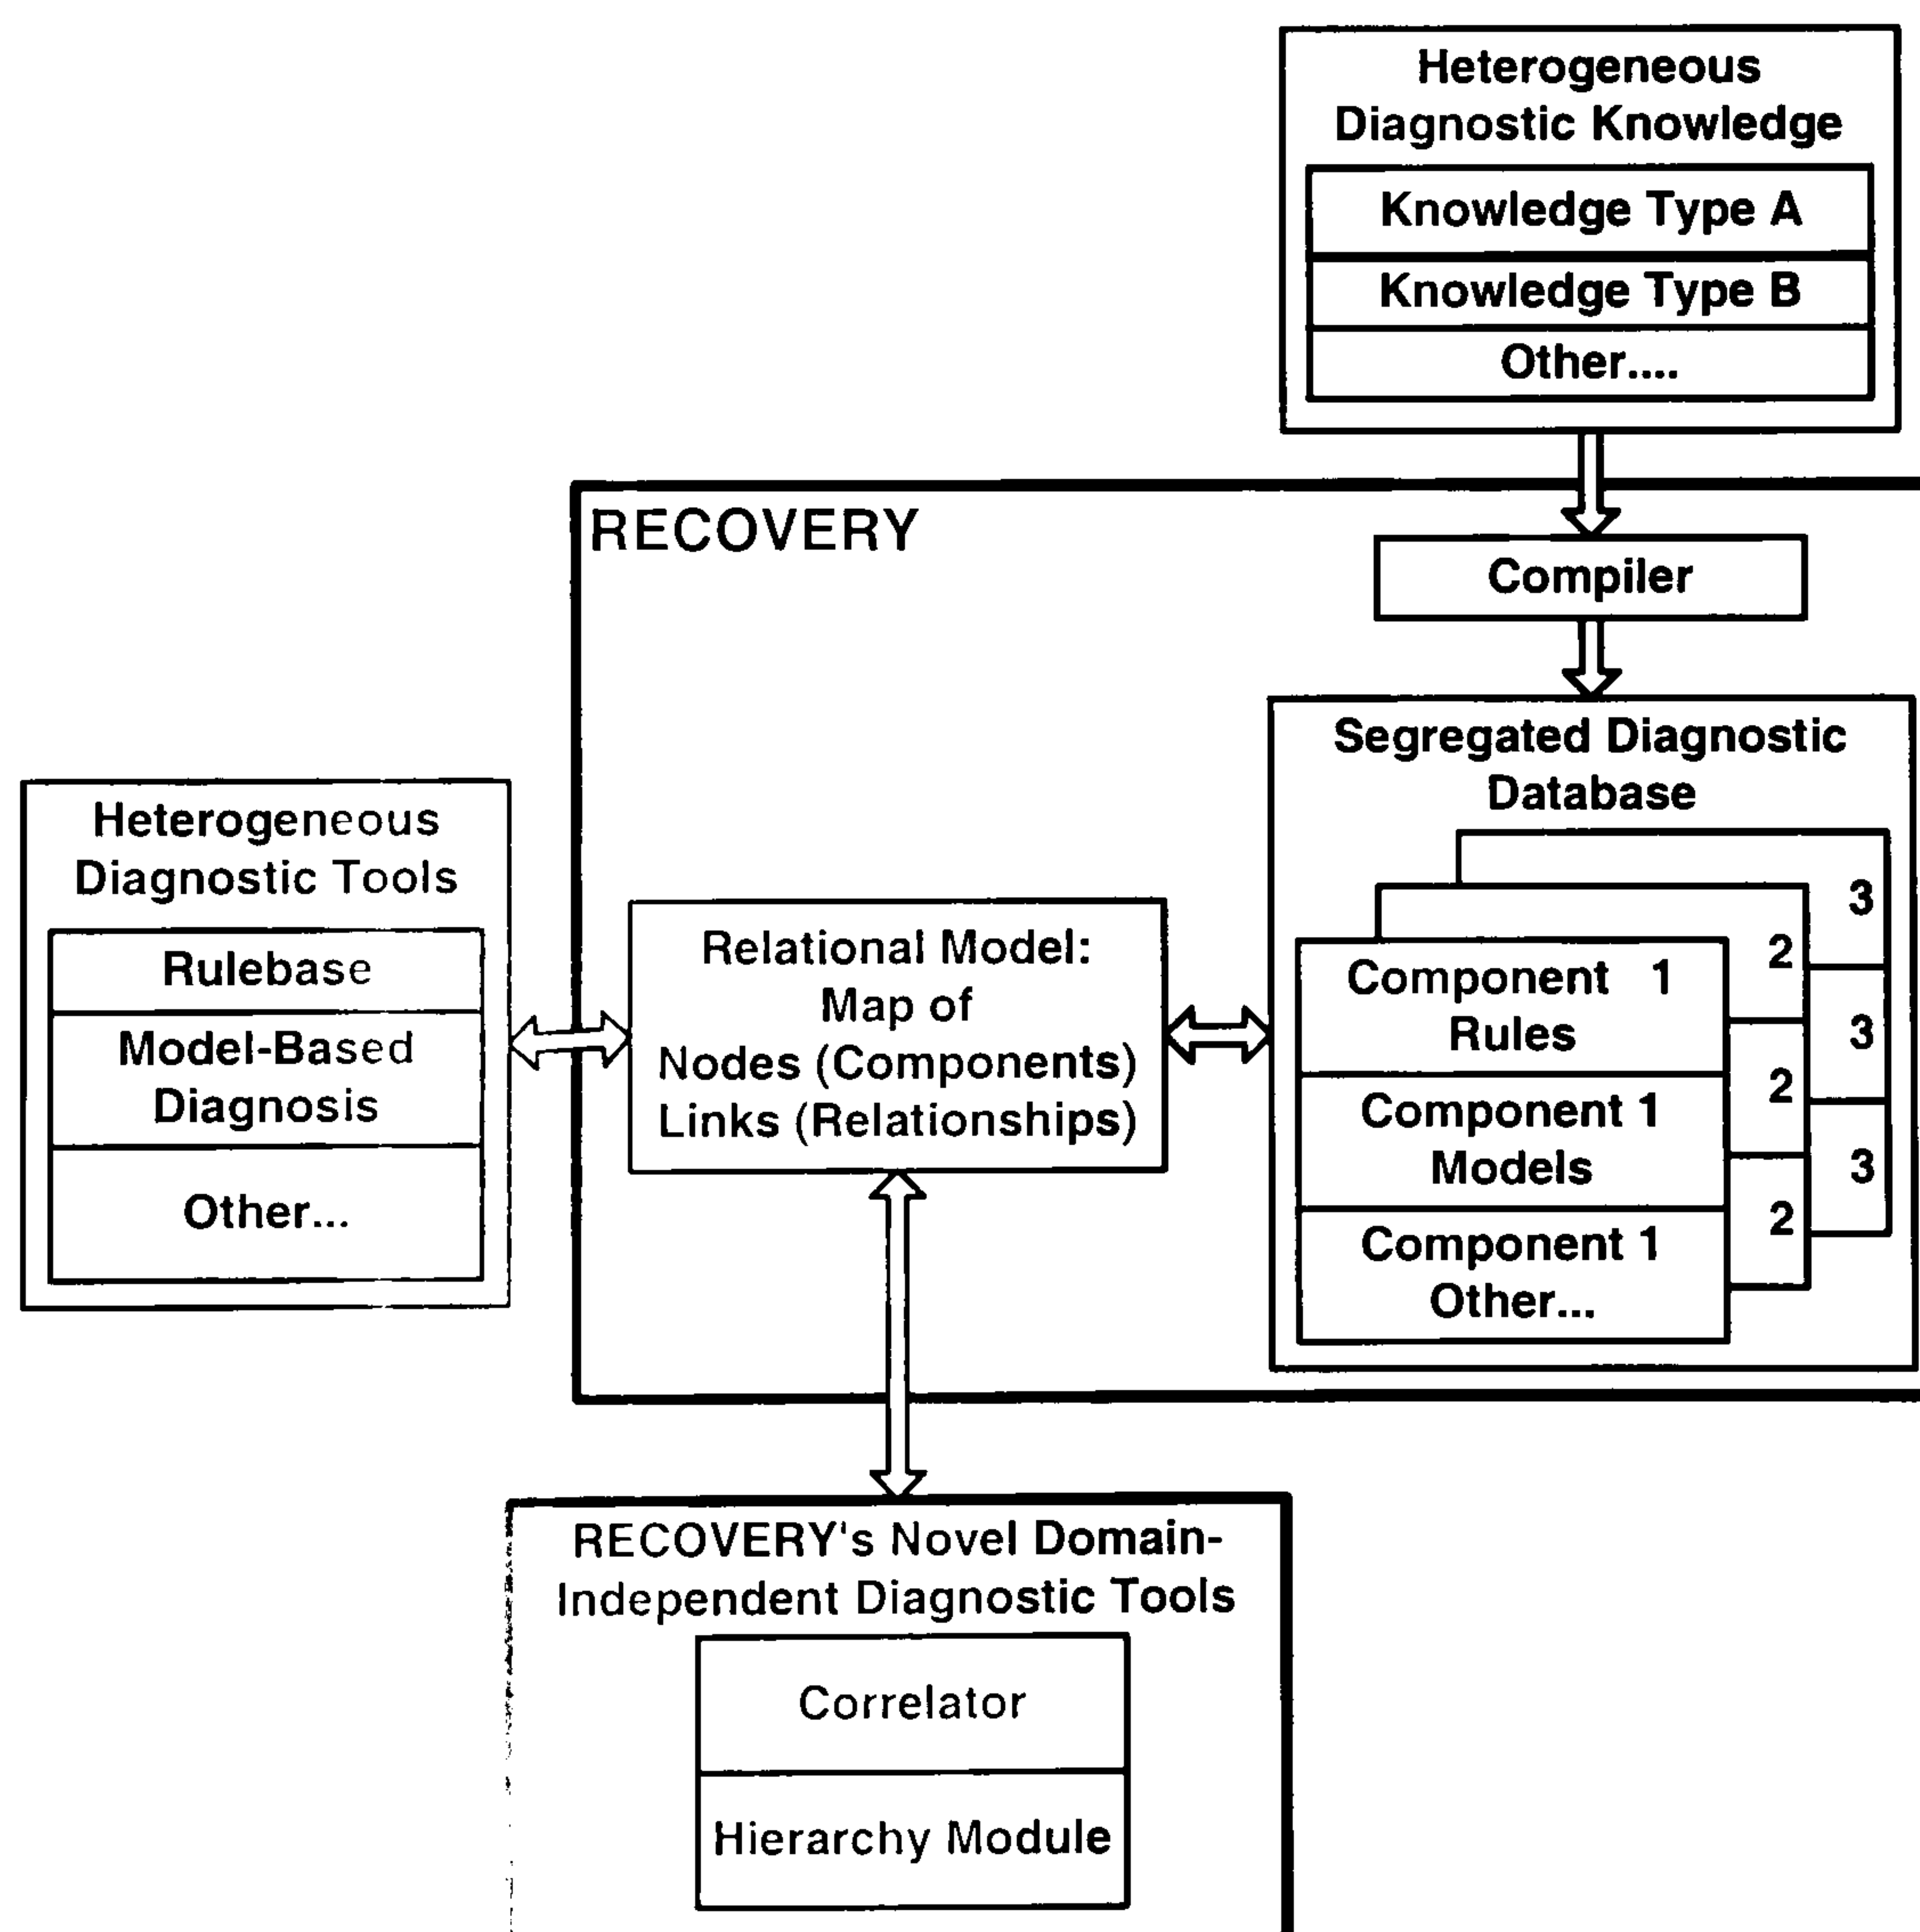 Heterogeneous
Diagnostic Knowledge
Knowledge Type A
Knowledge Type B
Other....
RECOVERY
Compiler
Segregated Diagnostic
Database
3
2
Component 1
Rules
3
2
Component 1
Models
3
2
Component 1
Other...
Heterogeneous
Diagnostic Tools
Rulebase
Model-Based
Diagnosis
Other...
Relational Model:
Map of
Nodes (Components)
Links (Relationships)
RECOVERY's Novel Domain-
Independent Diagnostic Tools
Correlator
Hierarchy Module